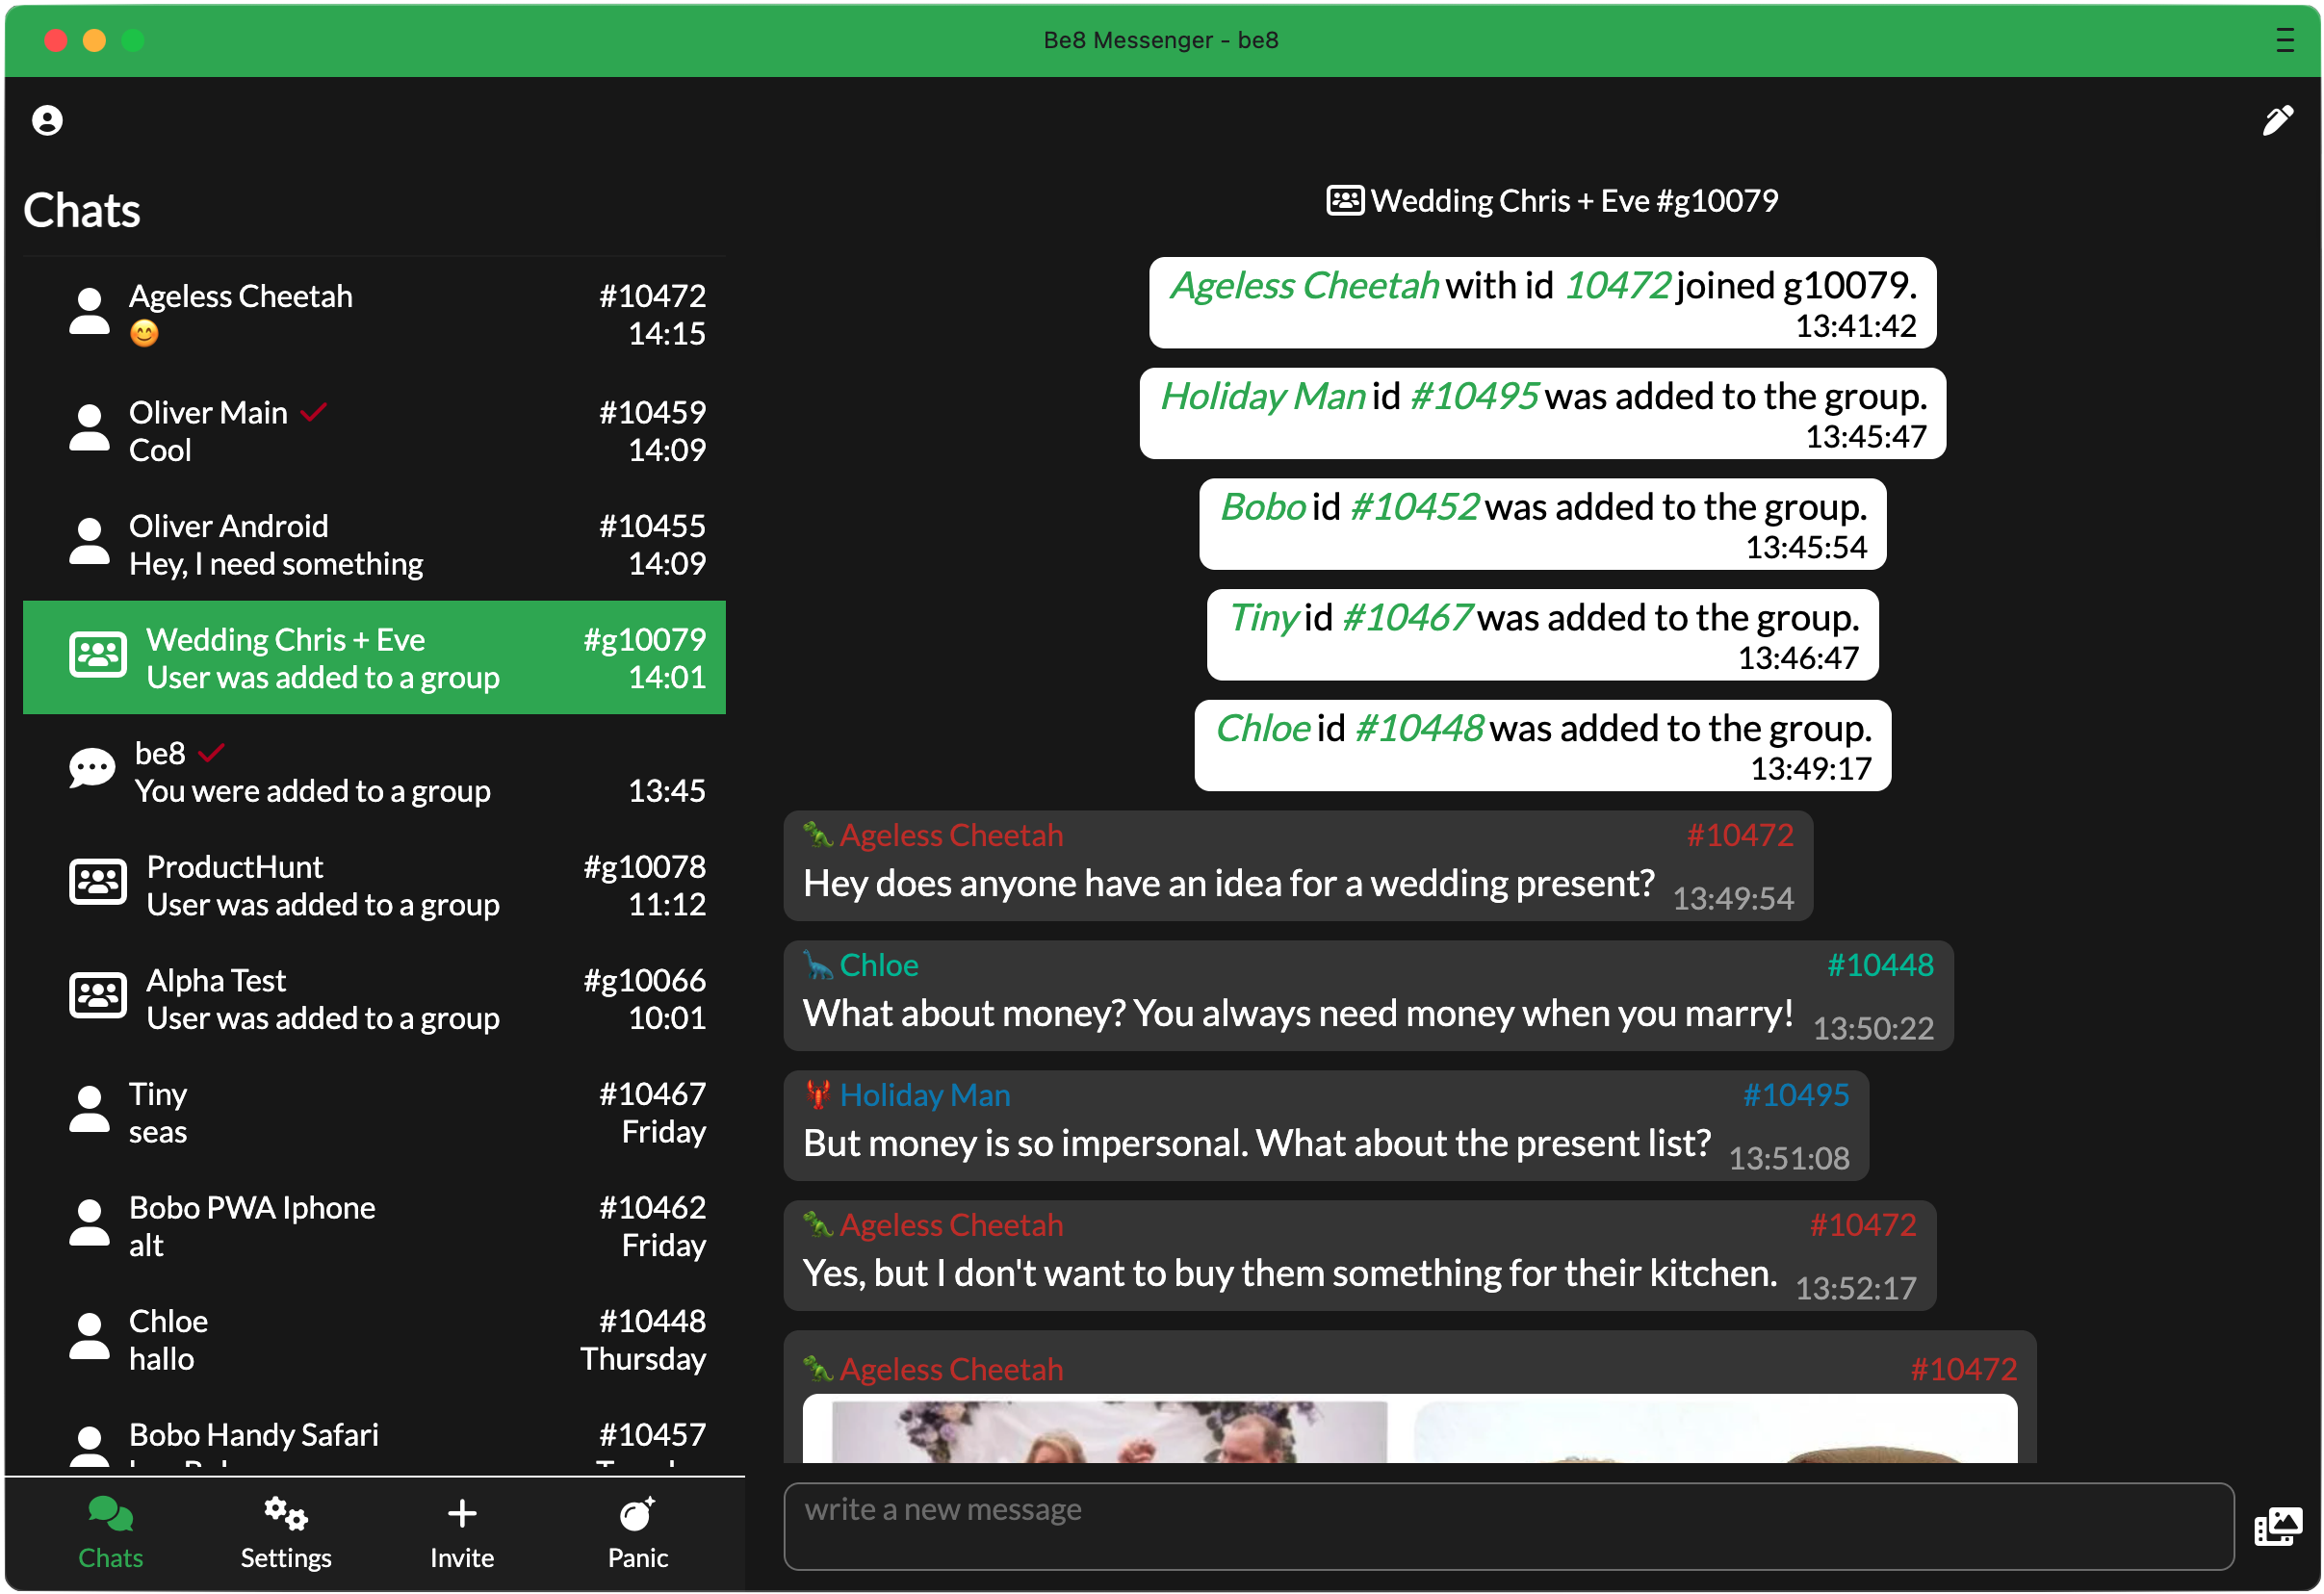 Be8 Messenger - be8
Chats
Ageless Cheetah #10472
😊 14:15
Oliver Main #10459
Cool 14:09
Oliver Android #10455
Hey, I need something 14:09
Wedding Chris + Eve #g10079
User was added to a group 14:01
be8
You were added to a group 13:45
ProductHunt #g10078
User was added to a group 11:12
Alpha Test #g10066
User was added to a group 10:01
Tiny #10467
seas Friday
Bobo PWA Iphone #10462
alt Friday
Chloe #10448
hallo Thursday
Bobo Handy Safari #10457
Chats Settings Invite Panic
Wedding Chris + Eve #g10079
Ageless Cheetah with id 10472 joined g10079.
13:41:42
Holiday Man id #10495 was added to the group.
13:45:47
Bobo id #10452 was added to the group.
13:45:54
Tiny id #10467 was added to the group.
13:46:47
Chloe id #10448 was added to the group.
13:49:17
🦖 Ageless Cheetah #10472
Hey does anyone have an idea for a wedding present? 13:49:54
🦕 Chloe #10448
What about money? You always need money when you marry! 13:50:22
🦞 Holiday Man #10495
But money is so impersonal. What about the present list? 13:51:08
🦖 Ageless Cheetah #10472
Yes, but I don't want to buy them something for their kitchen. 13:52:17
🦖 Ageless Cheetah #10472
write a new message